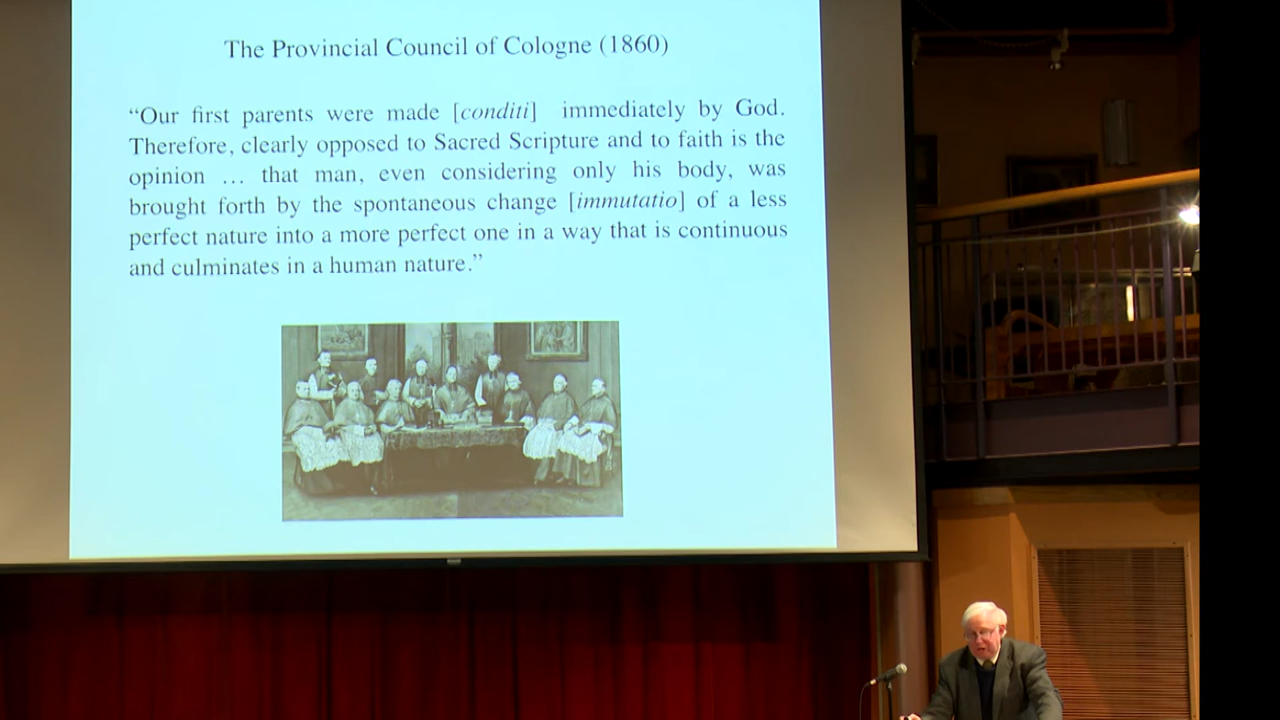 The Provincial Council of Cologne (1860)
“Our first parents were made [conditi] immediately by God.
Therefore, clearly opposed to Sacred Scripture and to faith is the
opinion … that man, even considering only his body, was
brought forth by the spontaneous change [immutatio] of a less
perfect nature into a more perfect one in a way that is continuous
and culminates in a human nature.”